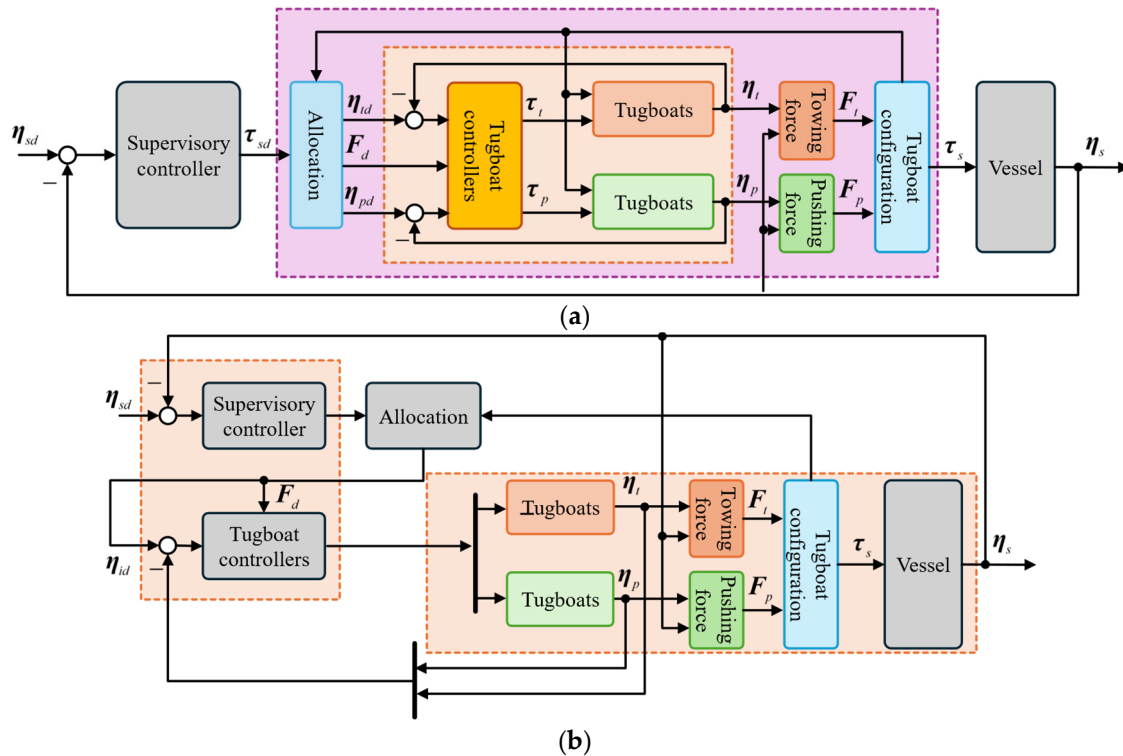 η_sd
−
Supervisory
controller
τ_sd
Allocation
η_td
F_d
η_pd
−
−
Tugboat
controllers
τ_t
τ_p
Tugboats
Tugboats
η_t
η_p
Towing
force
Pushing
force
F_t
F_p
Tugboat
configuration
τ_s
Vessel
η_s
(a)
η_sd
−
Supervisory
controller
Allocation
F_d
η_id
−
Tugboat
controllers
Tugboats
Tugboats
η_t
η_p
Towing
force
Pushing
force
F_t
F_p
Tugboat
configuration
τ_s
Vessel
η_s
(b)